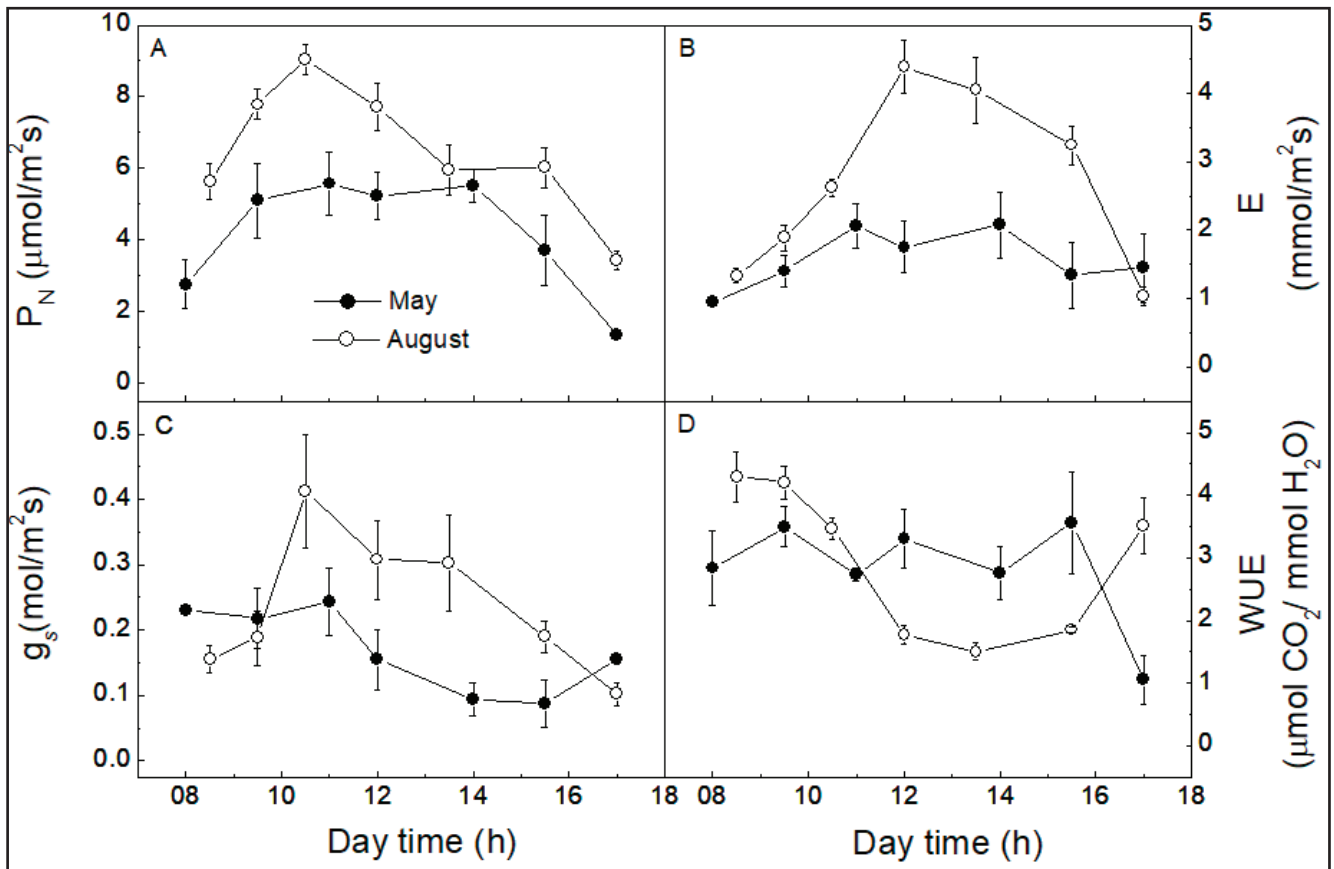 A
10
8
6
4
2
0
P_N (μmol/m²s)
May
August
B
5
4
3
2
1
0
E
(mmol/m²s)
C
0.5
0.4
0.3
0.2
0.1
0.0
g_s(mol/m²s)
08 10 12 14 16 18
Day time (h)
D
5
4
3
2
1
0
WUE
(μmol CO₂/ mmol H₂O)
08 10 12 14 16 18
Day time (h)